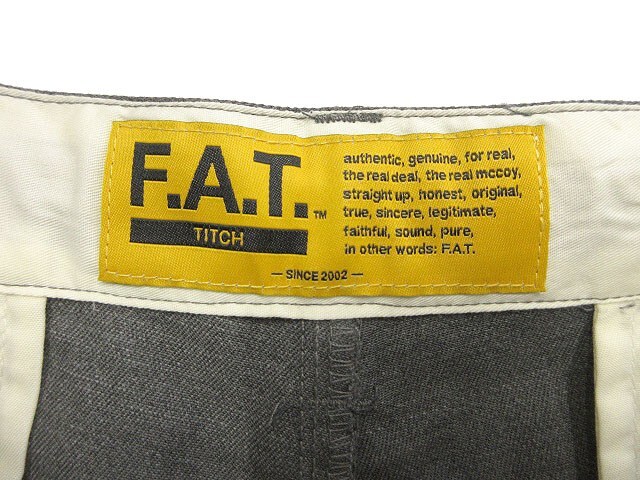 F.A.T.™
TITCH
authentic, genuine, for real,
the real deal, the real mccoy,
straight up, honest, original,
true, sincere, legitimate,
faithful, sound, pure,
in other words: F.A.T.
— SINCE 2002 —